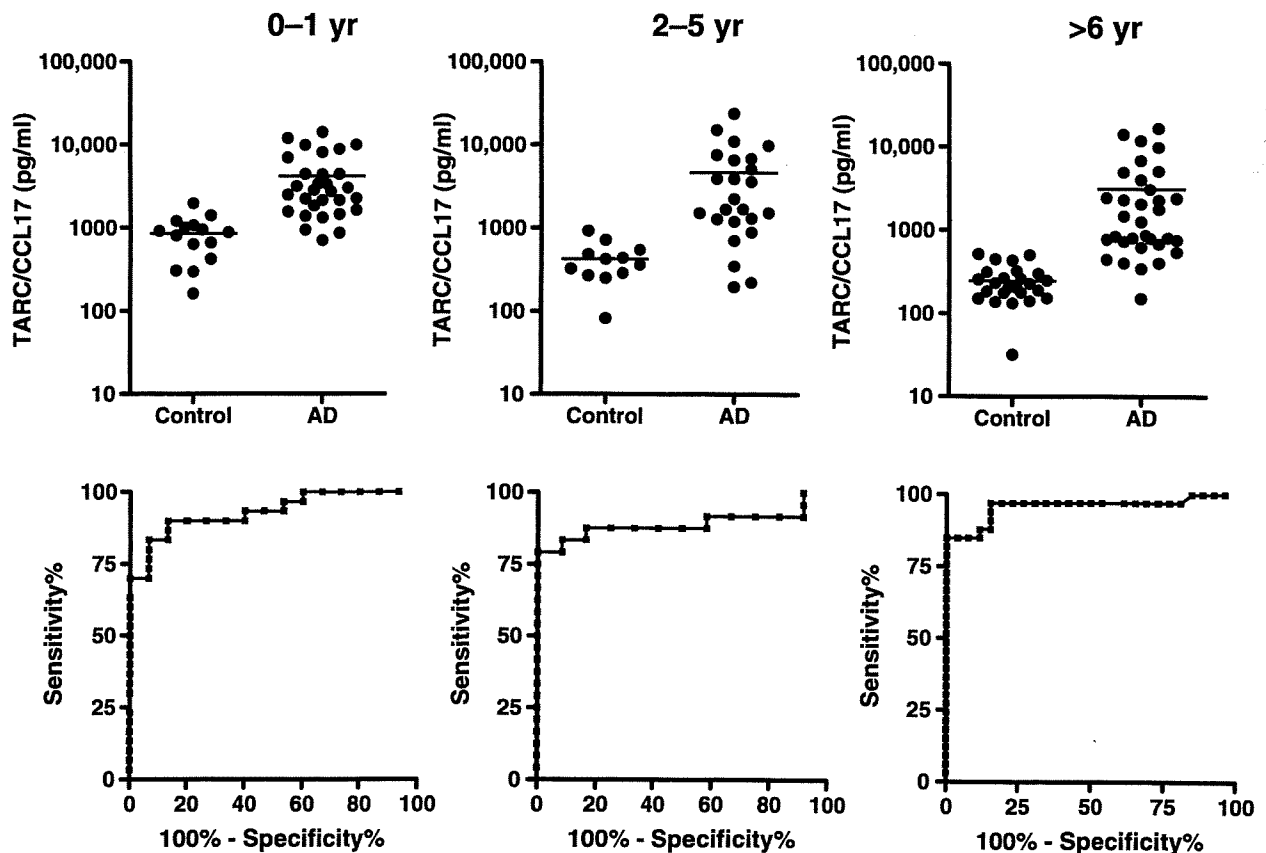 0–1 yr
2–5 yr
>6 yr
TARC/CCL17 (pg/ml)
100,000
10,000
1000
100
10
Control
AD
TARC/CCL17 (pg/ml)
100,000
10,000
1000
100
10
Control
AD
TARC/CCL17 (pg/ml)
100,000
10,000
1000
100
10
Control
AD
Sensitivity%
100
75
50
25
0
0 20 40 60 80 100
100% - Specificity%
Sensitivity%
100
75
50
25
0
0 20 40 60 80 100
100% - Specificity%
Sensitivity%
100
75
50
25
0
0 25 50 75 100
100% - Specificity%